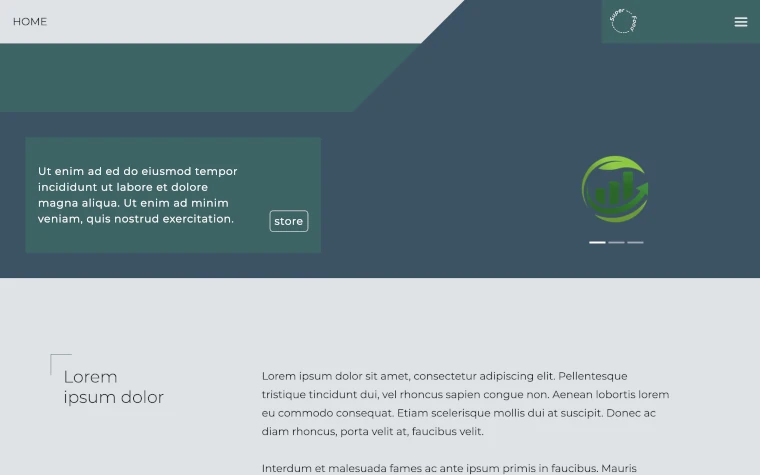 HOME
Super Food
Ut enim ad ed do eiusmod tempor
incididunt ut labore et dolore
magna aliqua. Ut enim ad minim
veniam, quis nostrud exercitation.
store
Lorem
ipsum dolor
Lorem ipsum dolor sit amet, consectetur adipiscing elit. Pellentesque
tristique tincidunt dui, vel rhoncus sapien congue non. Aenean lobortis lorem
eu commodo consequat. Etiam scelerisque mollis dui at suscipit. Donec ac
diam rhoncus, porta velit at, faucibus velit.
Interdum et malesuada fames ac ante ipsum primis in faucibus. Mauris